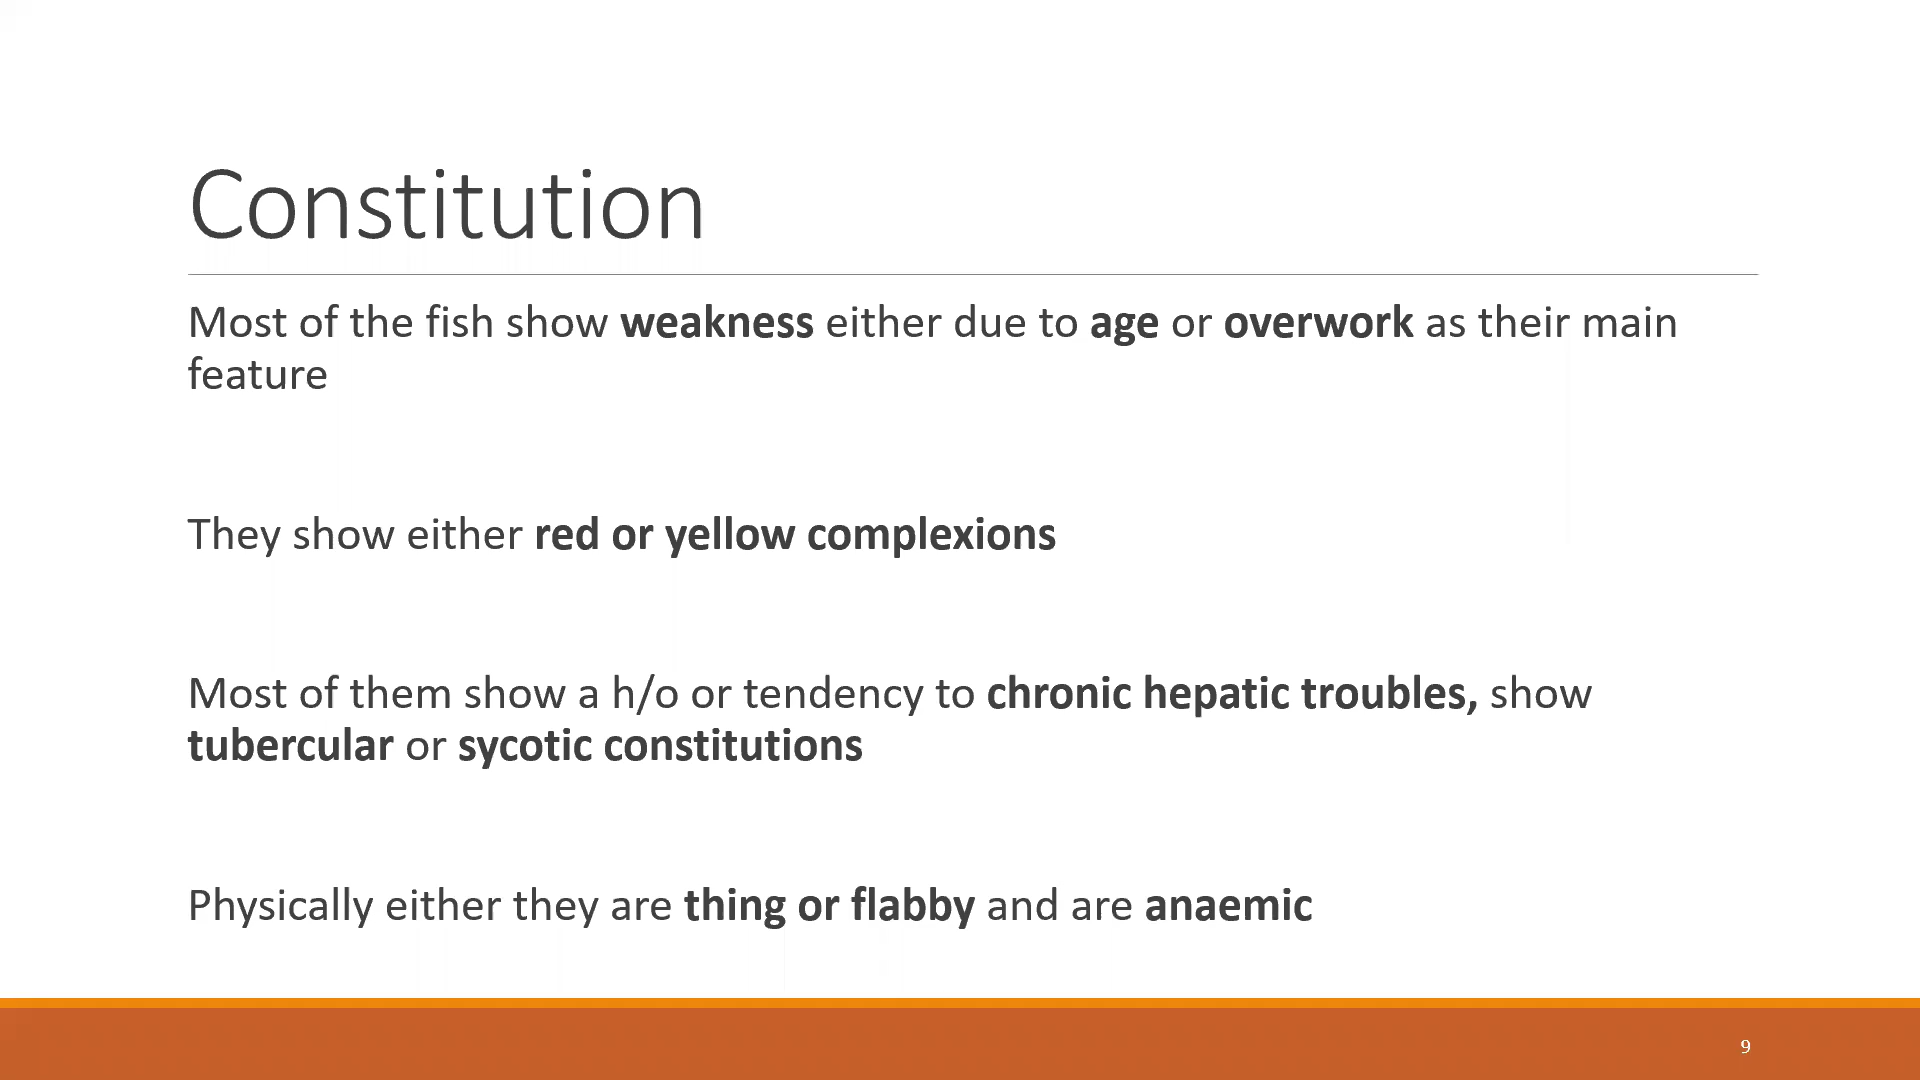 Constitution
Most of the fish show weakness either due to age or overwork as their main
feature
They show either red or yellow complexions
Most of them show a h/o or tendency to chronic hepatic troubles, show
tubercular or sycotic constitutions
Physically either they are thing or flabby and are anaemic
9